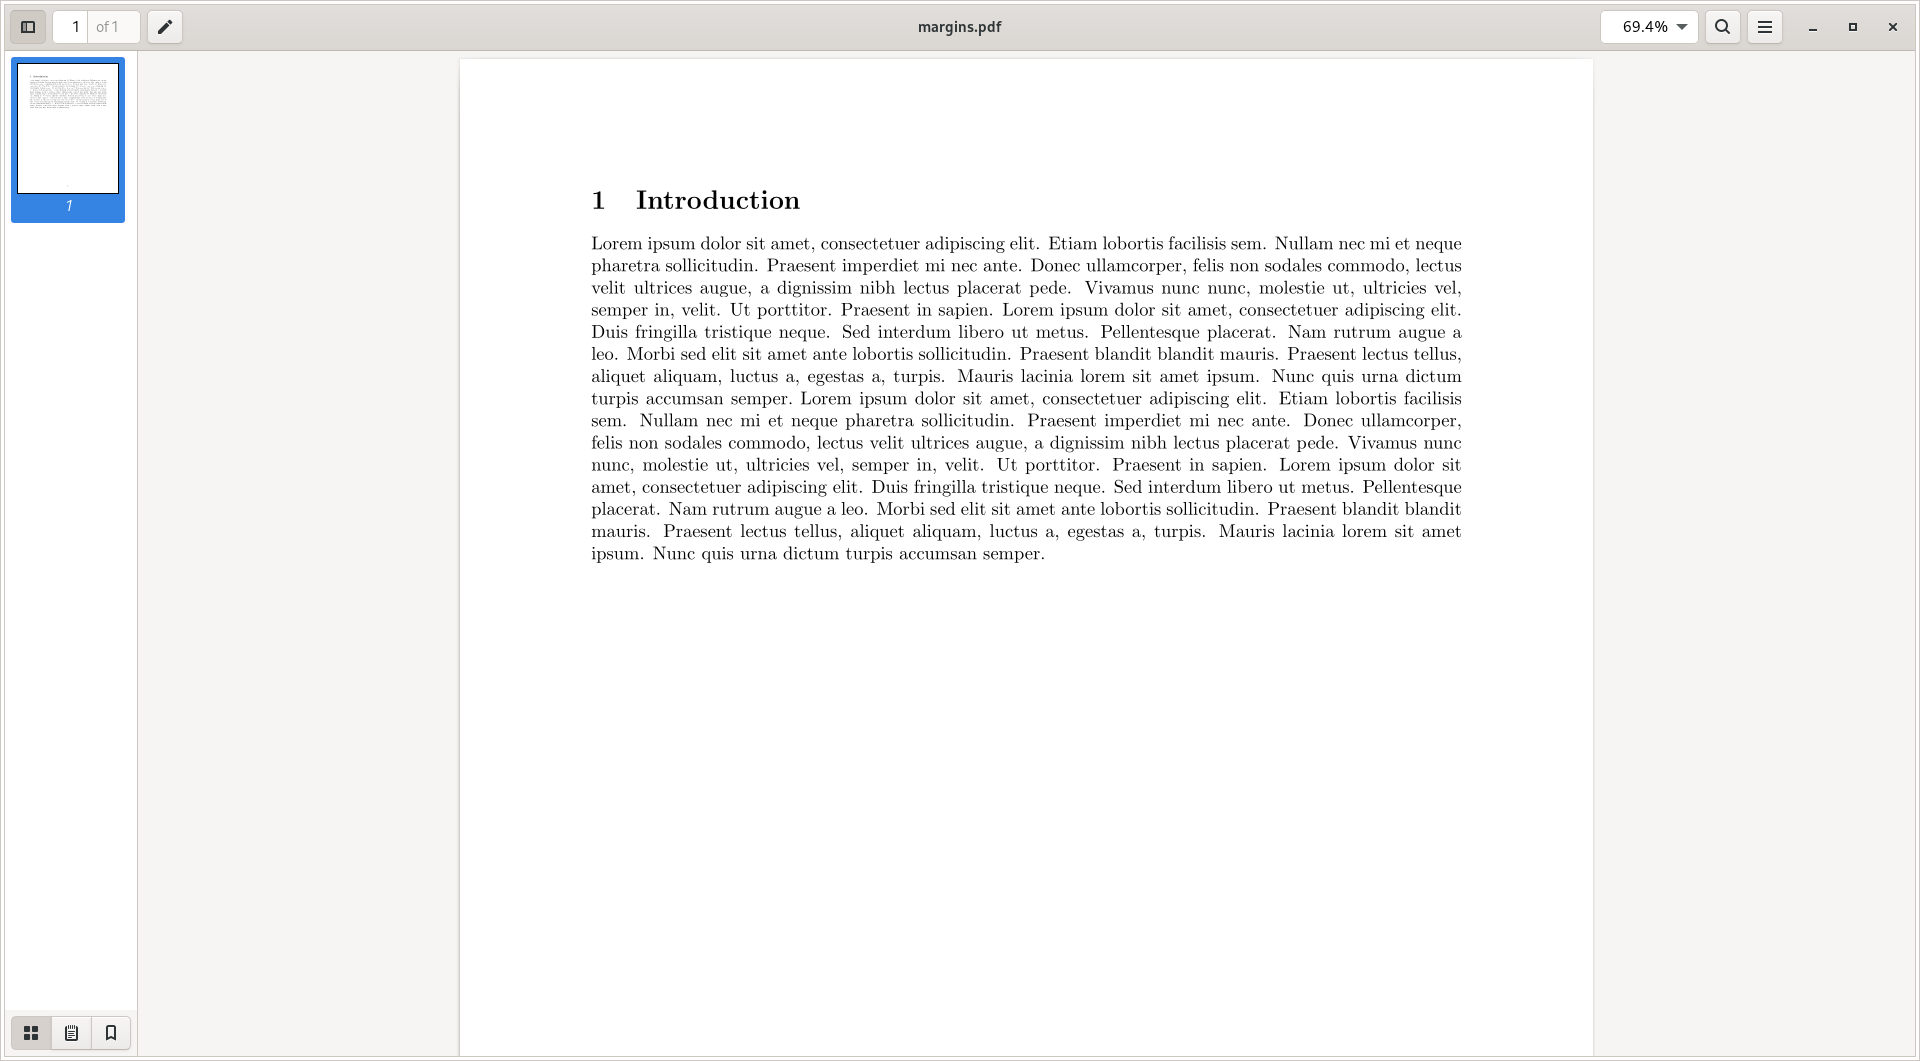 1 of 1
margins.pdf
69.4%
1
1 Introduction
Lorem ipsum dolor sit amet, consectetuer adipiscing elit. Etiam lobortis facilisis sem. Nullam nec mi et neque
pharetra sollicitudin. Praesent imperdiet mi nec ante. Donec ullamcorper, felis non sodales commodo, lectus
velit ultrices augue, a dignissim nibh lectus placerat pede. Vivamus nunc nunc, molestie ut, ultricies vel,
semper in, velit. Ut porttitor. Praesent in sapien. Lorem ipsum dolor sit amet, consectetuer adipiscing elit.
Duis fringilla tristique neque. Sed interdum libero ut metus. Pellentesque placerat. Nam rutrum augue a
leo. Morbi sed elit sit amet ante lobortis sollicitudin. Praesent blandit blandit mauris. Praesent lectus tellus,
aliquet aliquam, luctus a, egestas a, turpis. Mauris lacinia lorem sit amet ipsum. Nunc quis urna dictum
turpis accumsan semper. Lorem ipsum dolor sit amet, consectetuer adipiscing elit. Etiam lobortis facilisis
sem. Nullam nec mi et neque pharetra sollicitudin. Praesent imperdiet mi nec ante. Donec ullamcorper,
felis non sodales commodo, lectus velit ultrices augue, a dignissim nibh lectus placerat pede. Vivamus nunc
nunc, molestie ut, ultricies vel, semper in, velit. Ut porttitor. Praesent in sapien. Lorem ipsum dolor sit
amet, consectetuer adipiscing elit. Duis fringilla tristique neque. Sed interdum libero ut metus. Pellentesque
placerat. Nam rutrum augue a leo. Morbi sed elit sit amet ante lobortis sollicitudin. Praesent blandit blandit
mauris. Praesent lectus tellus, aliquet aliquam, luctus a, egestas a, turpis. Mauris lacinia lorem sit amet
ipsum. Nunc quis urna dictum turpis accumsan semper.